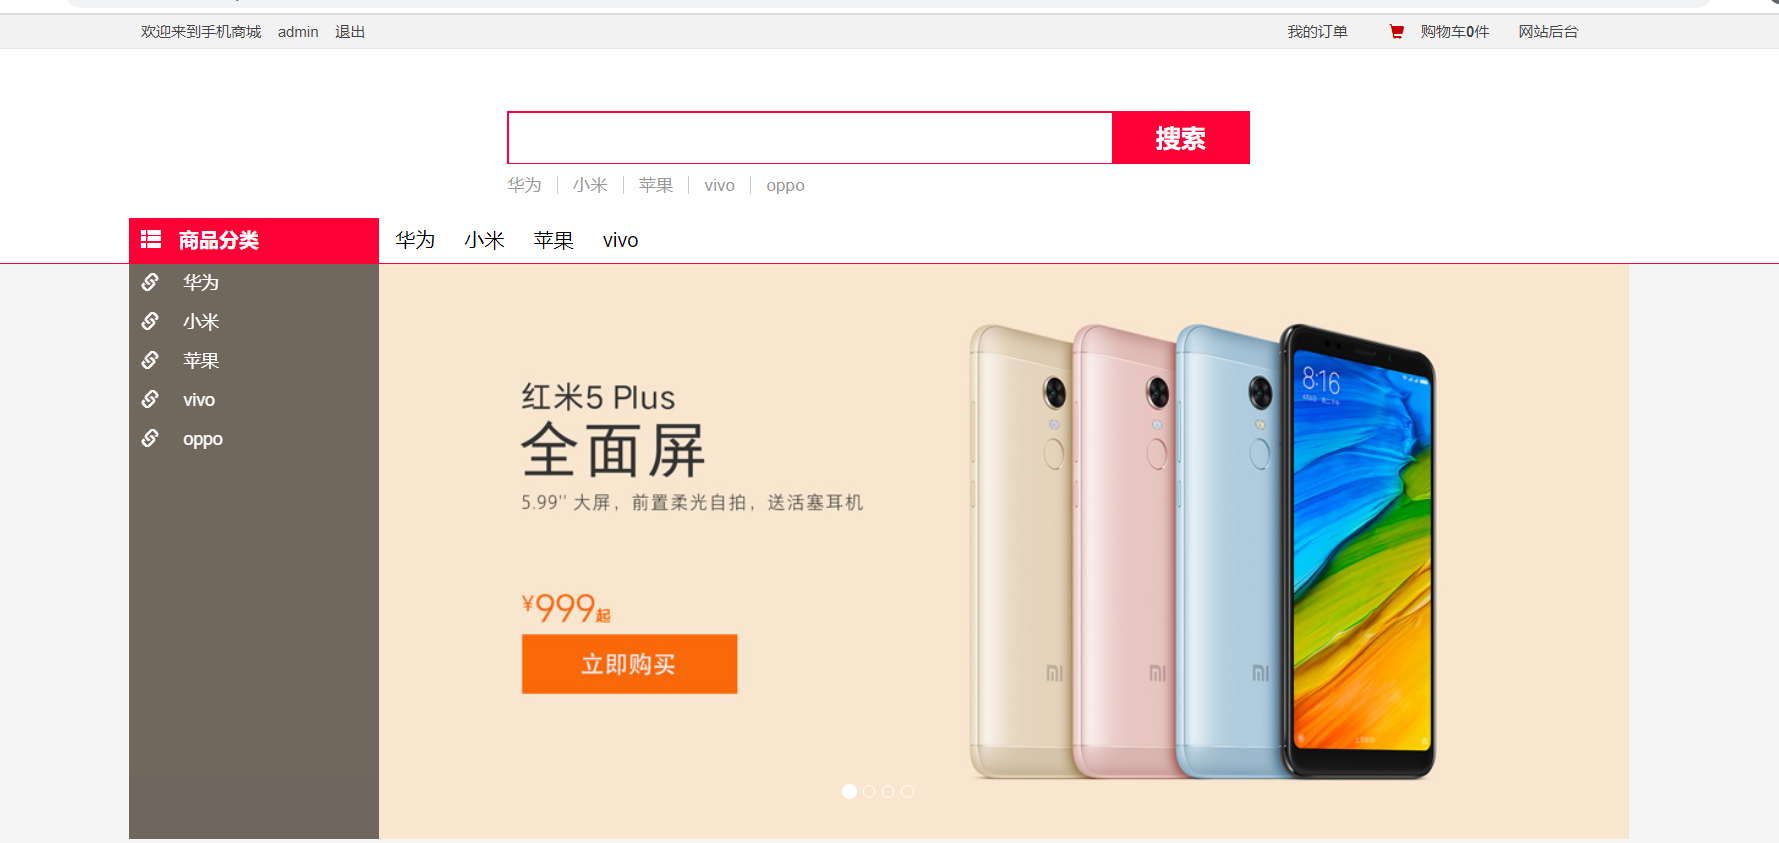 欢迎来到手机商城 admin 退出 我的订单 购物车0件 网站后台
搜索
华为 小米 苹果 vivo oppo
商品分类 华为 小米 苹果 vivo
华为
小米
苹果
vivo
oppo
红米5 Plus
全面屏
5.99'' 大屏，前置柔光自拍，送活塞耳机
¥999起
立即购买
8:16